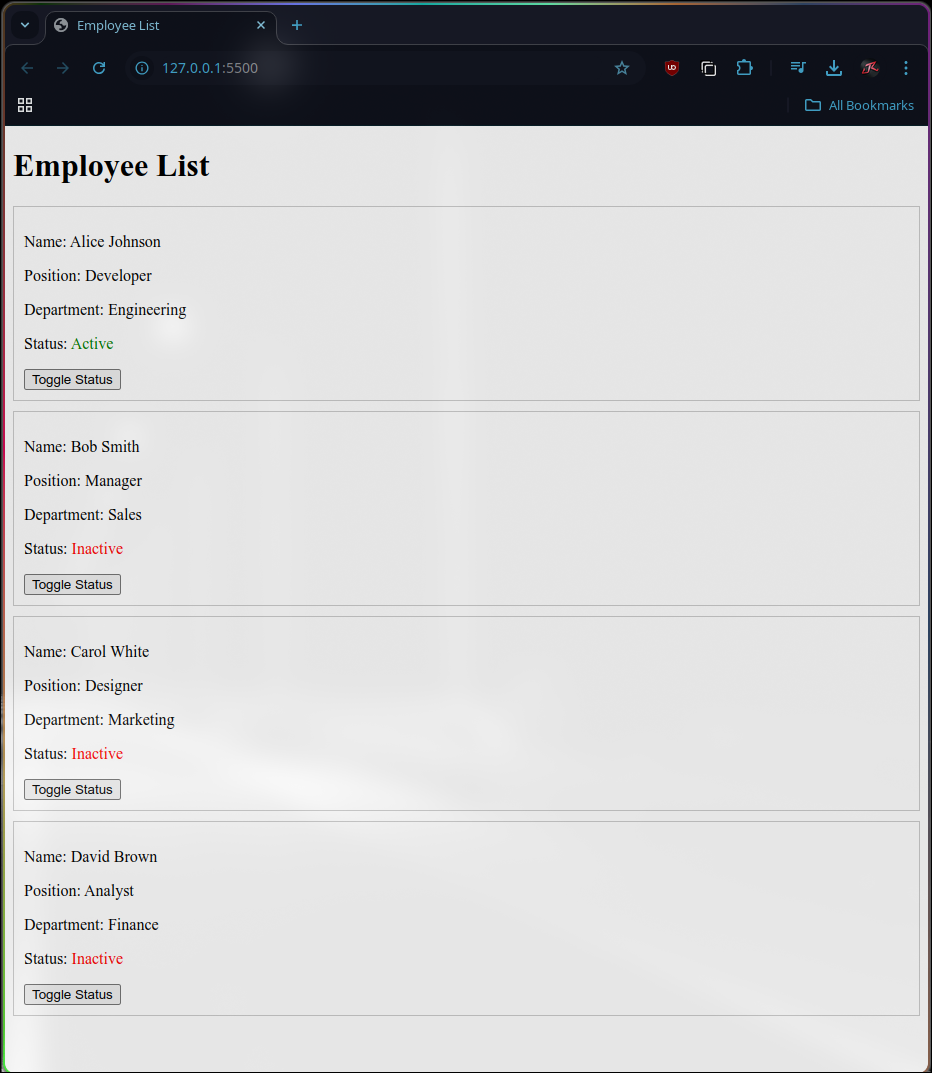 Employee List
127.0.0.1:5500
All Bookmarks
Employee List
Name: Alice Johnson
Position: Developer
Department: Engineering
Status: Active
Toggle Status
Name: Bob Smith
Position: Manager
Department: Sales
Status: Inactive
Toggle Status
Name: Carol White
Position: Designer
Department: Marketing
Status: Inactive
Toggle Status
Name: David Brown
Position: Analyst
Department: Finance
Status: Inactive
Toggle Status